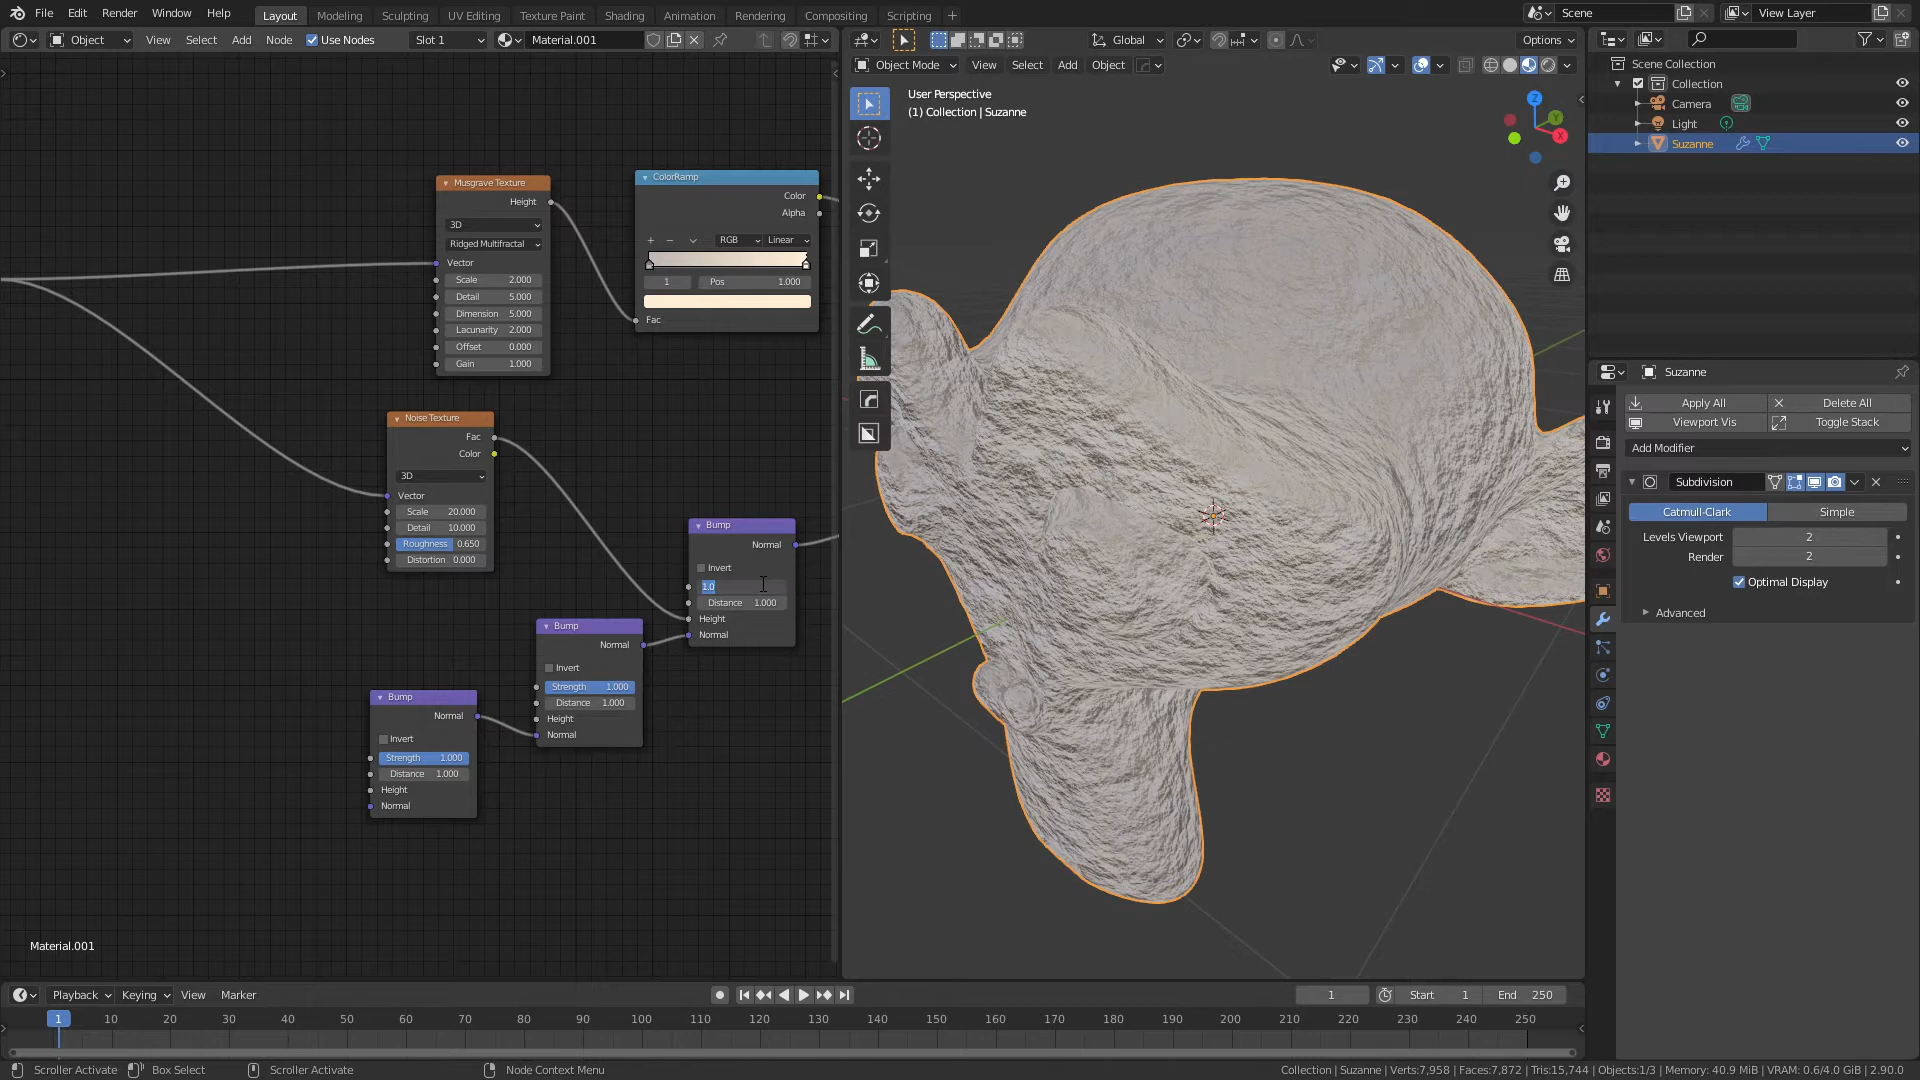 File Edit Render Window Help Layout Modeling Sculpting UV Editing Texture Paint Shading Animation Rendering Compositing Scripting + Scene View Layer
Object View Select Add Node Use Nodes Slot 1 Material.001 Global Options
Object Mode View Select Add Object
User Perspective
(1) Collection | Suzanne
Z
Y
X
Scene Collection
Collection
Camera
Light
Suzanne
Musgrave Texture
Height
3D
Ridged Multifractal
Vector
Scale 2.000
Detail 5.000
Dimension 5.000
Lacunarity 2.000
Offset 0.000
Gain 1.000
ColorRamp
Color
Alpha
+ − RGB Linear
1 Pos 1.000
Fac
Noise Texture
Fac
Color
3D
Vector
Scale 20.000
Detail 10.000
Roughness 0.650
Distortion 0.000
Bump
Normal
Invert
1.0
Distance 1.000
Height
Normal
Bump
Normal
Invert
Strength 1.000
Distance 1.000
Height
Normal
Bump
Normal
Invert
Strength 1.000
Distance 1.000
Height
Normal
Material.001
Suzanne
Apply All Delete All
Viewport Vis Toggle Stack
Add Modifier
Subdivision
Catmull-Clark Simple
Levels Viewport 2
Render 2
Optimal Display
Advanced
Playback Keying View Marker 1 Start 1 End 250
1 10 20 30 40 50 60 70 80 90 100 110 120 130 140 150 160 170 180 190 200 210 220 230 240 250
Scroller Activate Box Select Scroller Activate Node Context Menu Collection | Suzanne | Verts:7,958 | Faces:7,872 | Tris:15,744 | Objects:1/3 | Memory: 40.9 MiB | VRAM: 0.6/4.0 GiB | 2.90.0